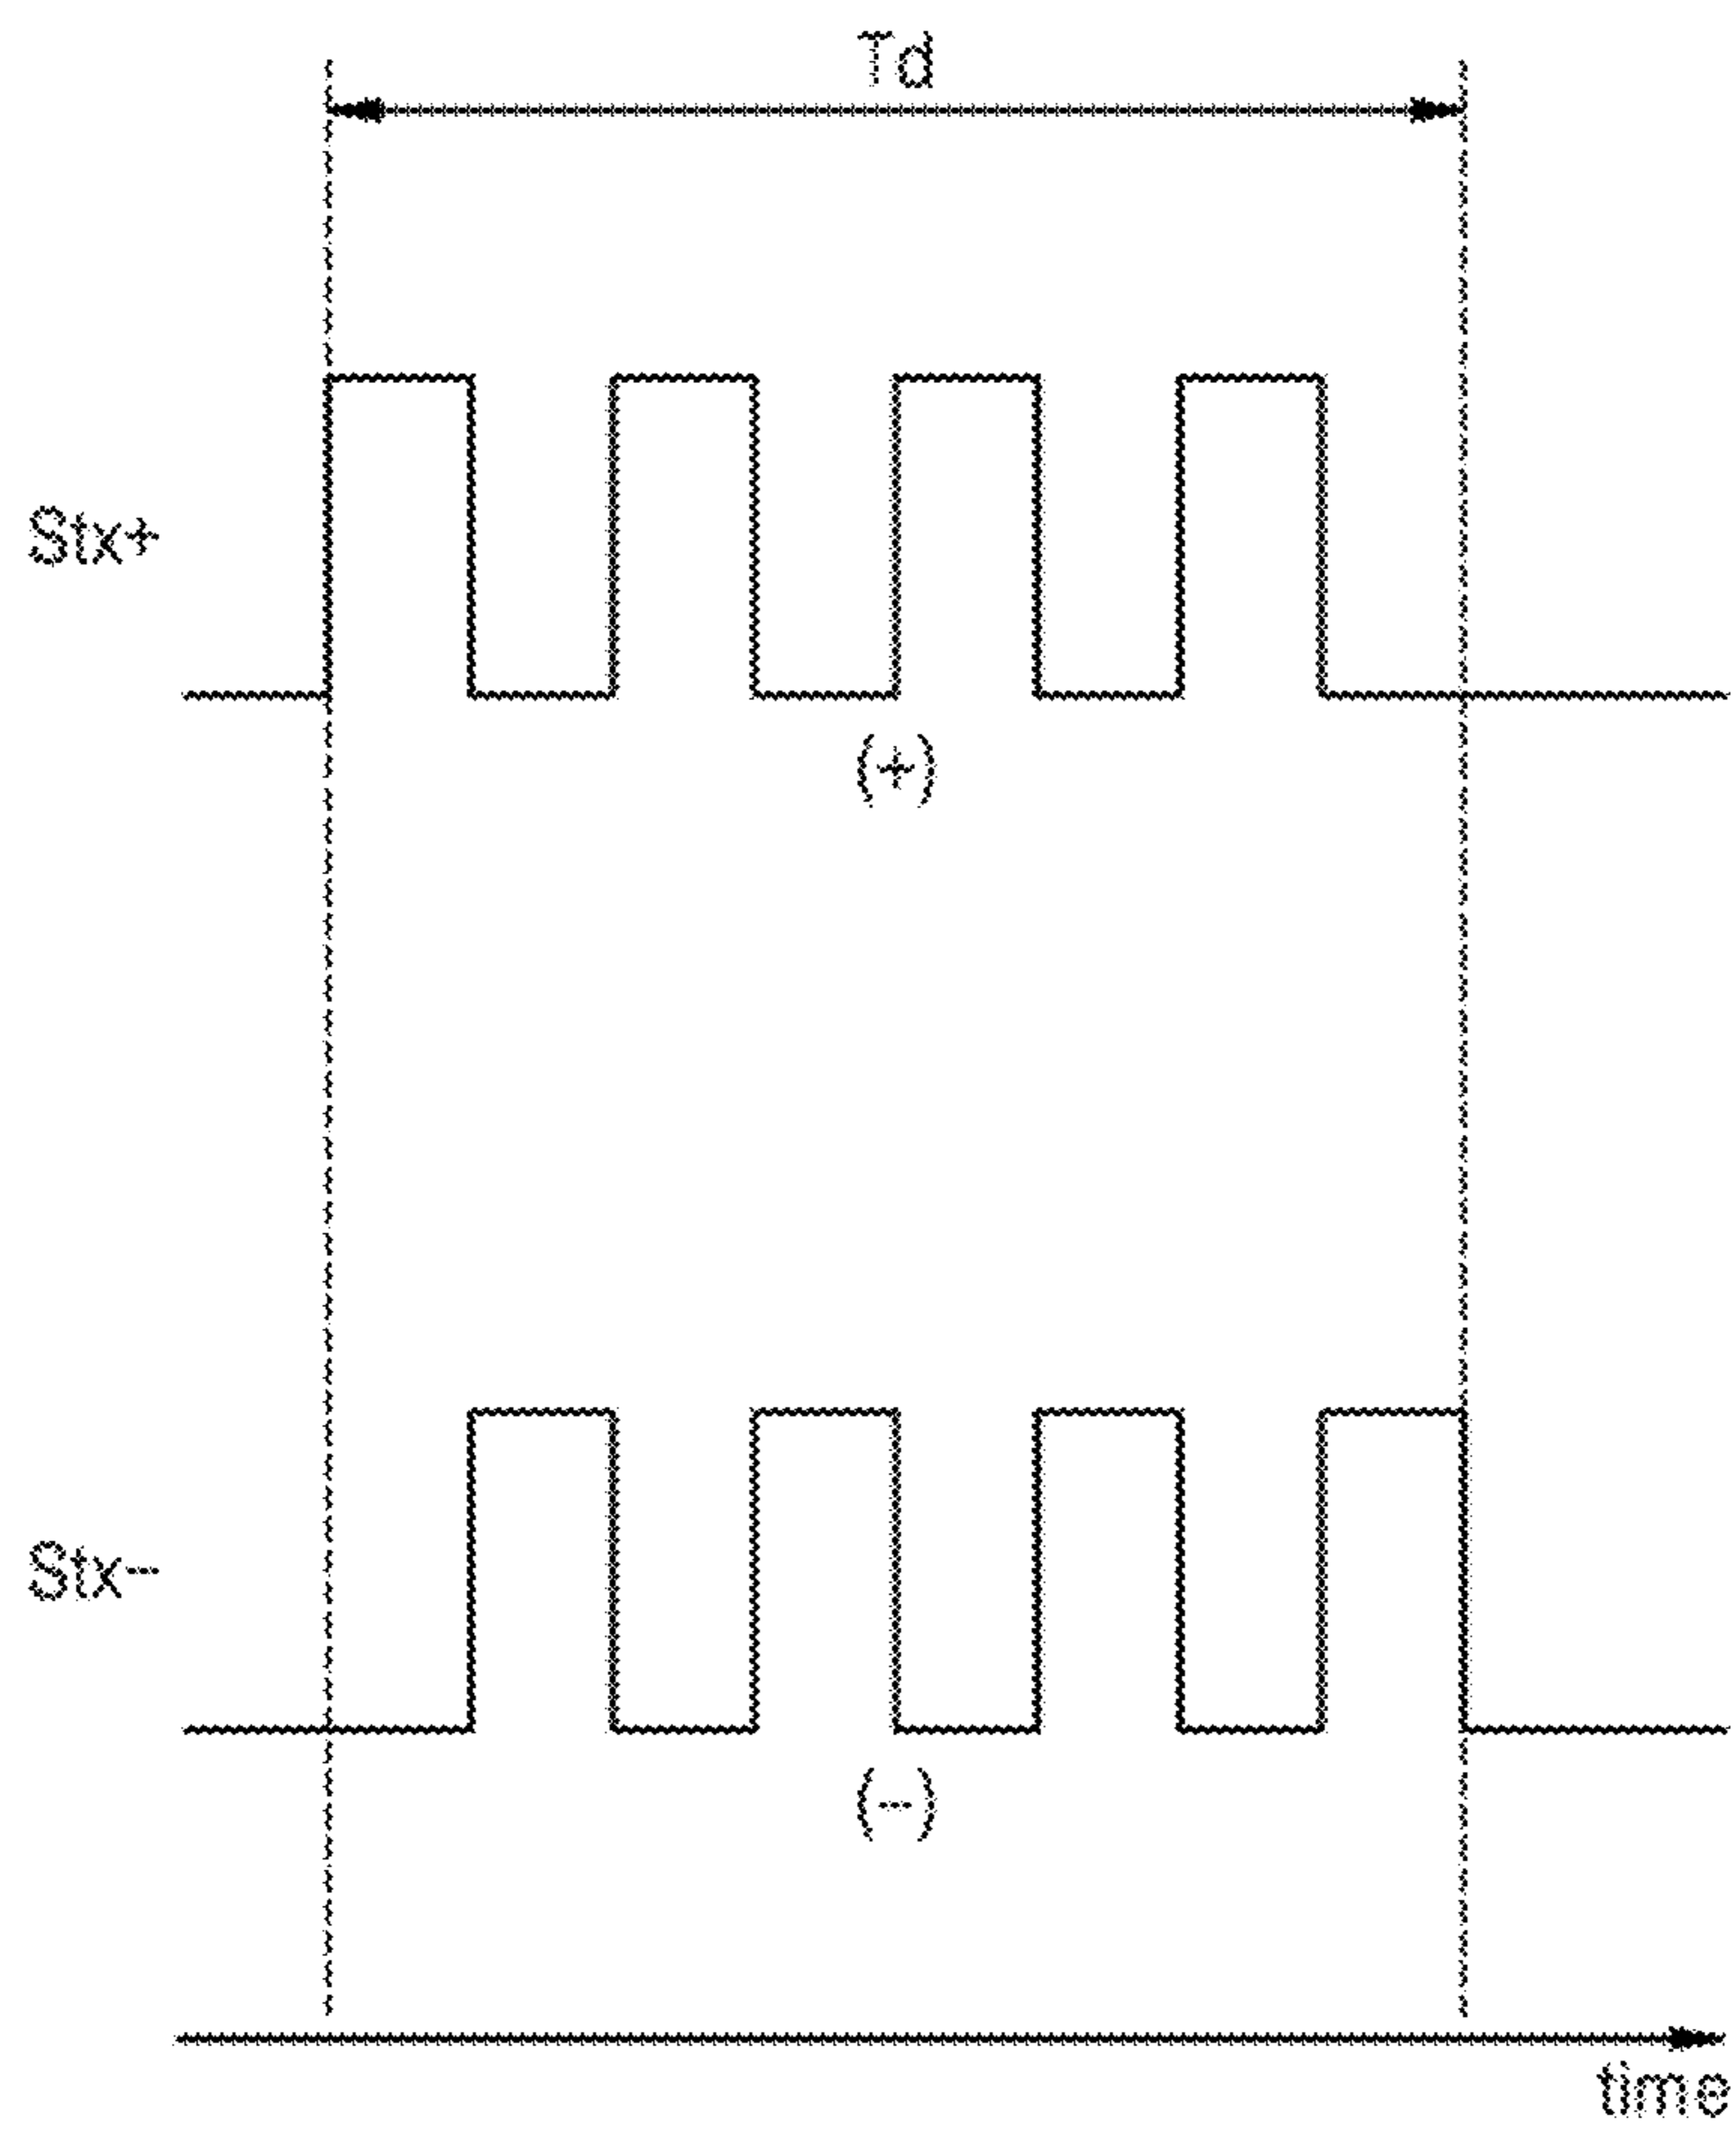 Td
Stx+
(+)
Stx-
(-)
time